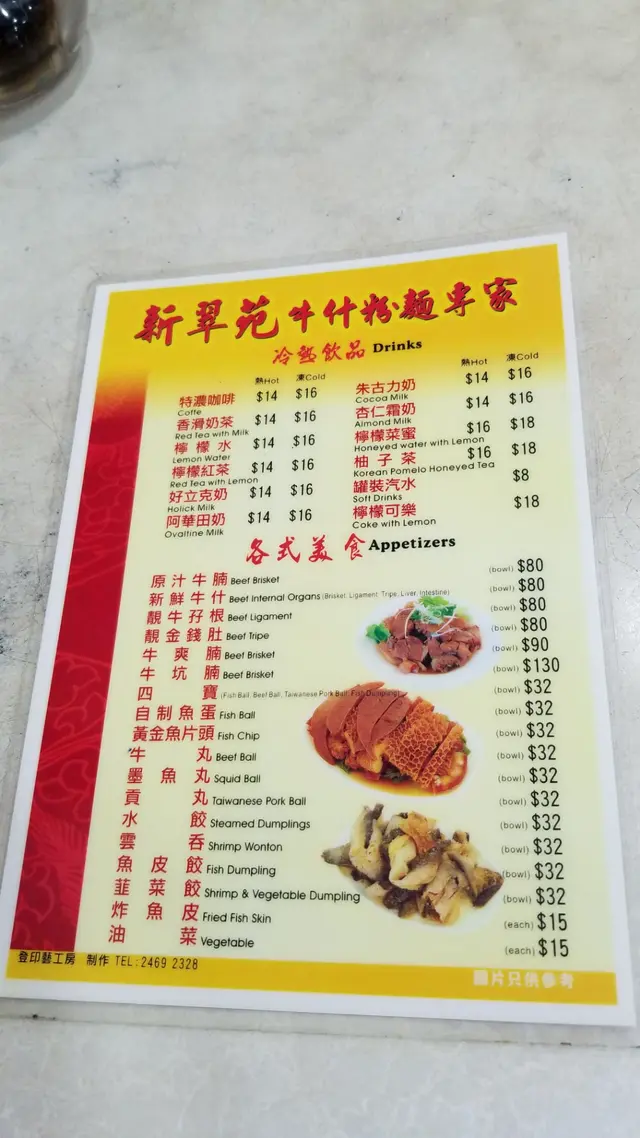 新翠苑牛什粉麵專家
冷熱飲品 Drinks
熱Hot 凍Cold
特濃咖啡 $14 $16
Coffe
香滑奶茶 $14 $16
Red Tea with Milk
檸檬水 $14 $16
Lemon Water
檸檬紅茶 $14 $16
Red Tea with Lemon
好立克奶 $14 $16
Holick Milk
阿華田奶 $14 $16
Ovaltine Milk
熱Hot 凍Cold
朱古力奶 $14 $16
Cocoa Milk
杏仁霜奶 $14 $16
Almond Milk
檸檬菜蜜 $16 $18
Honeyed water with Lemon
柚子茶 $16 $18
Korean Pomelo Honeyed Tea
罐裝汽水 $8
Soft Drinks
檸檬可樂 $18
Coke with Lemon
各式美食 Appetizers
原汁牛腩 Beef Brisket (bowl) $80
新鮮牛什 Beef Internal Organs (Brisket, Ligament, Tripe, Liver, Intestine) (bowl) $80
靚牛孖根 Beef Ligament (bowl) $80
靚金錢肚 Beef Tripe (bowl) $80
牛爽腩 Beef Brisket (bowl) $90
牛坑腩 Beef Brisket (bowl) $130
四寶 (Fish Ball, Beef Ball, Taiwanese Pork Ball, Fish Dumpling) (bowl) $32
自制魚蛋 Fish Ball (bowl) $32
黃金魚片頭 Fish Chip (bowl) $32
牛丸 Beef Ball (bowl) $32
墨魚丸 Squid Ball (bowl) $32
貢丸 Taiwanese Pork Ball (bowl) $32
水餃 Steamed Dumplings (bowl) $32
雲吞 Shrimp Wonton (bowl) $32
魚皮餃 Fish Dumpling (bowl) $32
韮菜餃 Shrimp & Vegetable Dumpling (bowl) $32
炸魚皮 Fried Fish Skin (each) $15
油菜 Vegetable (each) $15
登印藝工房 制作 TEL:2469 2328
圖片只供參考